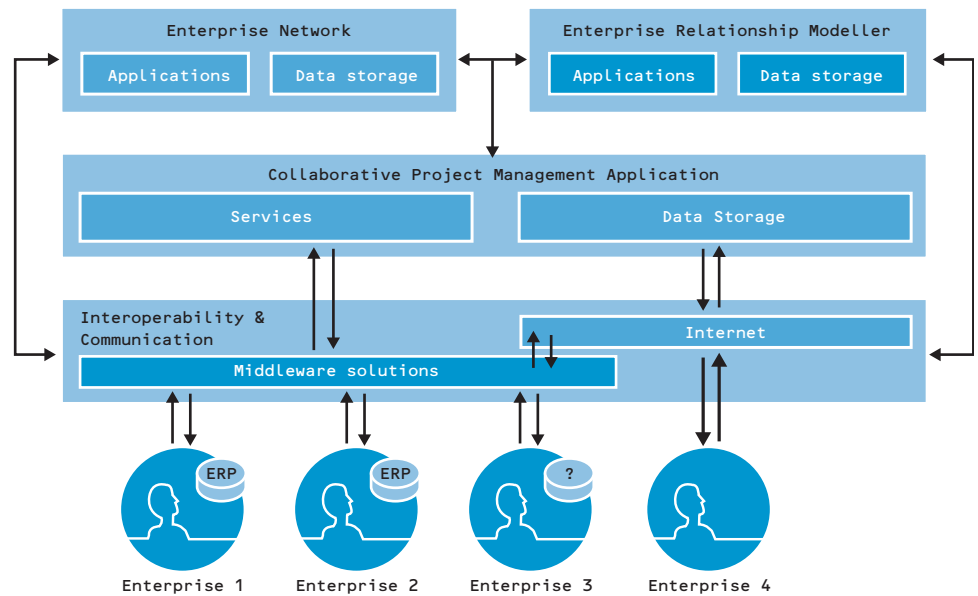 Enterprise Network
Applications
Data storage
Enterprise Relationship Modeller
Applications
Data storage
Collaborative Project Management Application
Services
Data Storage
Interoperability &
Communication
Internet
Middleware solutions
ERP
ERP
?
Enterprise 1
Enterprise 2
Enterprise 3
Enterprise 4